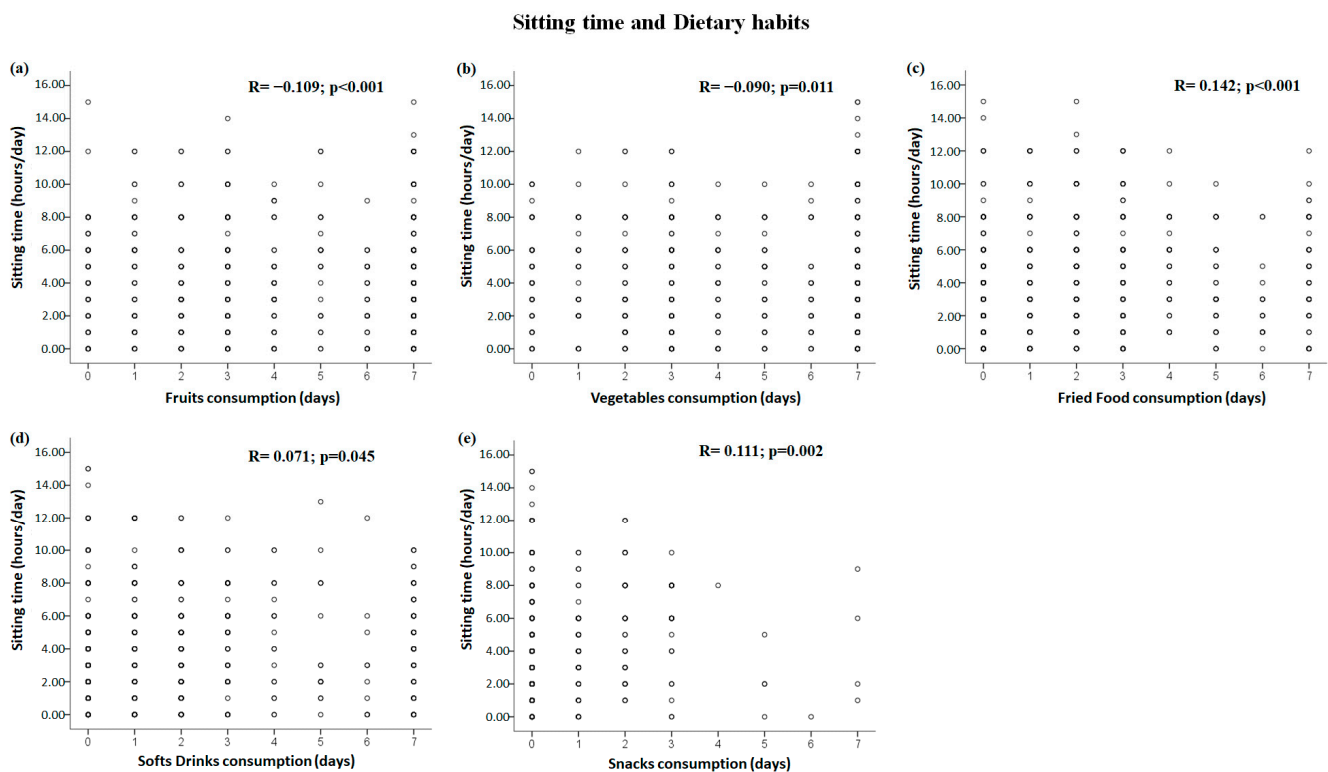 Sitting time and Dietary habits
(a)
R= −0.109; p<0.001
Sitting time (hours/day)
16.00
14.00
12.00
10.00
8.00
6.00
4.00
2.00
0.00
0 1 2 3 4 5 6 7
Fruits consumption (days)
(b)
R= −0.090; p=0.011
Sitting time (hours/day)
16.00
14.00
12.00
10.00
8.00
6.00
4.00
2.00
0.00
0 1 2 3 4 5 6 7
Vegetables consumption (days)
(c)
R= 0.142; p<0.001
Sitting time (hours/day)
16.00
14.00
12.00
10.00
8.00
6.00
4.00
2.00
0.00
0 1 2 3 4 5 6 7
Fried Food consumption (days)
(d)
R= 0.071; p=0.045
Sitting time (hours/day)
16.00
14.00
12.00
10.00
8.00
6.00
4.00
2.00
0.00
0 1 2 3 4 5 6 7
Softs Drinks consumption (days)
(e)
R= 0.111; p=0.002
Sitting time (hours/day)
16.00
14.00
12.00
10.00
8.00
6.00
4.00
2.00
0.00
0 1 2 3 4 5 6 7
Snacks consumption (days)